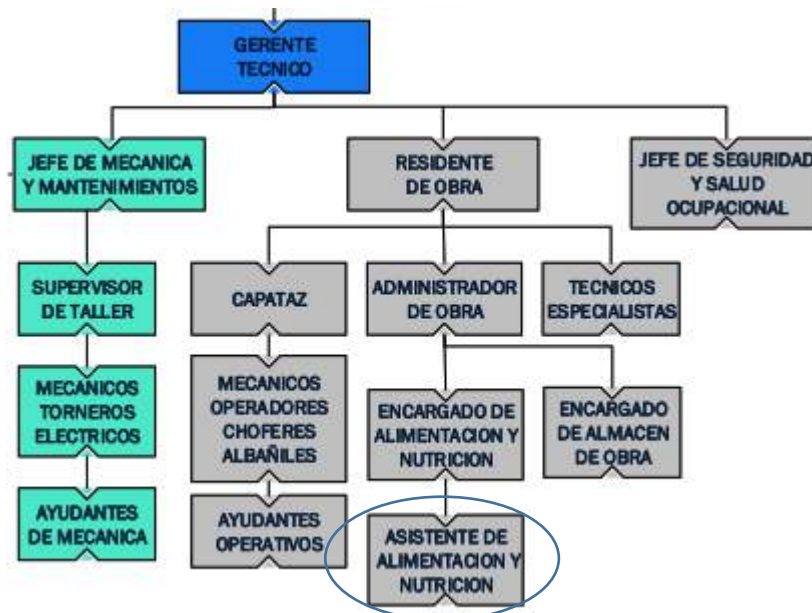 GERENTE
TECNICO
JEFE DE MECANICA
Y MANTENIMIENTOS
RESIDENTE
DE OBRA
JEFE DE SEGURIDAD
Y SALUD
OCUPACIONAL
SUPERVISOR
DE TALLER
CAPATAZ
ADMINISTRADOR
DE OBRA
TECNICOS
ESPECIALISTAS
MECANICOS
TORNEROS
ELECTRICOS
MECANICOS
OPERADORES
CHOFERES
ALBAÑILES
ENCARGADO DE
ALIMENTACION Y
NUTRICION
ENCARGADO
DE ALMACEN
DE OBRA
AYUDANTES
DE MECANICA
AYUDANTES
OPERATIVOS
ASISTENTE DE
ALIMENTACION Y
NUTRICION